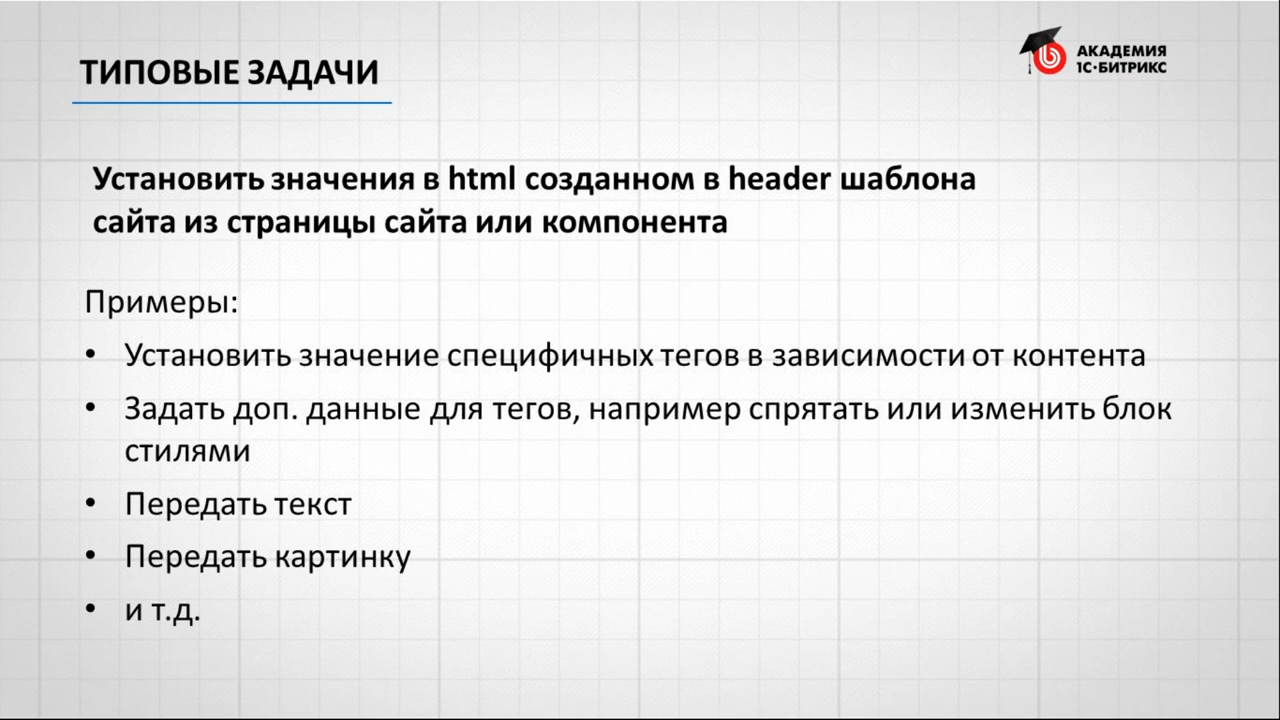 ТИПОВЫЕ ЗАДАЧИ
АКАДЕМИЯ
1С-БИТРИКС
Установить значения в html созданном в header шаблона
сайта из страницы сайта или компонента
Примеры:
• Установить значение специфичных тегов в зависимости от контента
• Задать доп. данные для тегов, например спрятать или изменить блок
стилями
• Передать текст
• Передать картинку
• и т.д.